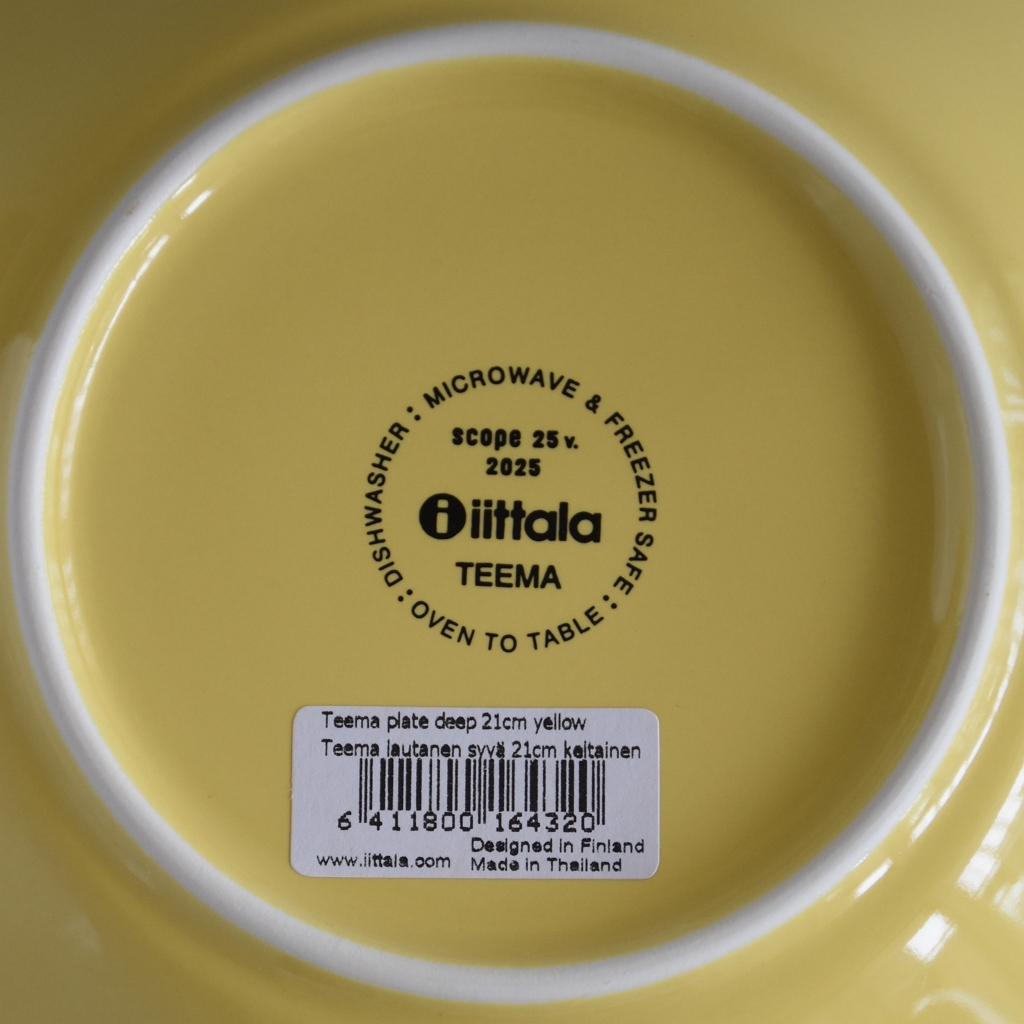 DISHWASHER : MICROWAVE & FREEZER SAFE : OVEN TO TABLE :
scope 25 v.
2025
iittala
TEEMA
Teema plate deep 21cm yellow
Teema lautanen syvä 21cm keltainen
6 411800 164320
Designed in Finland
www.iittala.com Made in Thailand